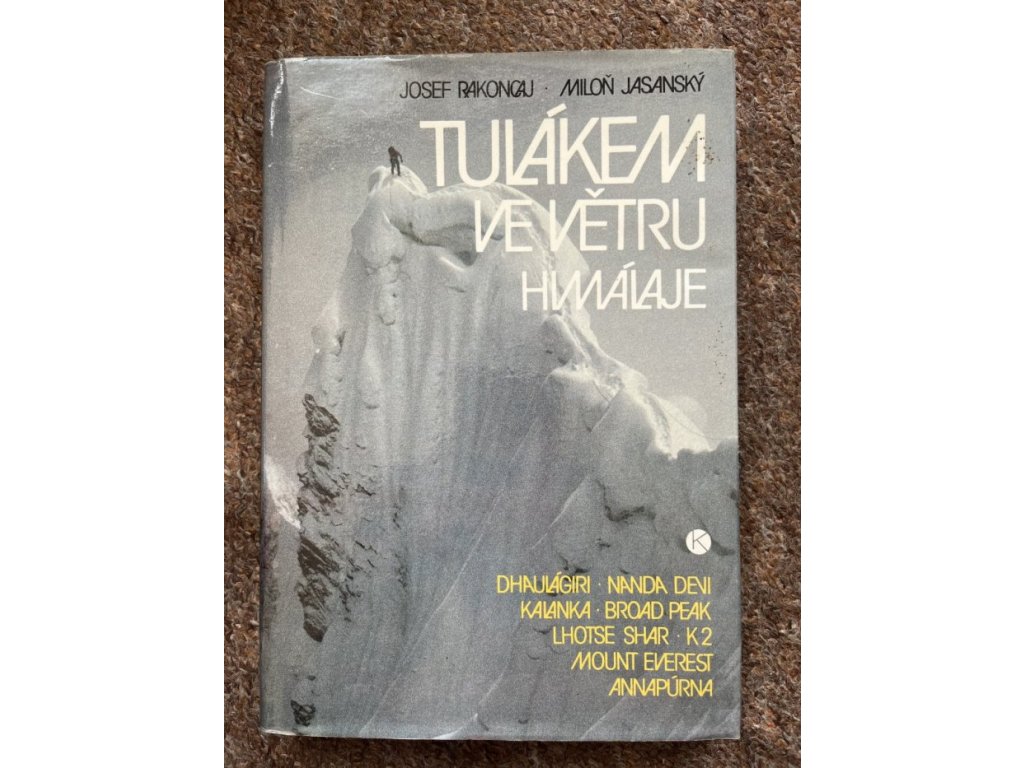 JOSEF RAKONCAJ · MILOŇ JASANSKÝ
TULÁKEM
VE VĚTRU
HIMÁLAJE
K
DHAULÁGIRI · NANDA DEVI
KALANKA · BROAD PEAK
LHOTSE SHAR · K2
MOUNT EVEREST
ANNAPÚRNA